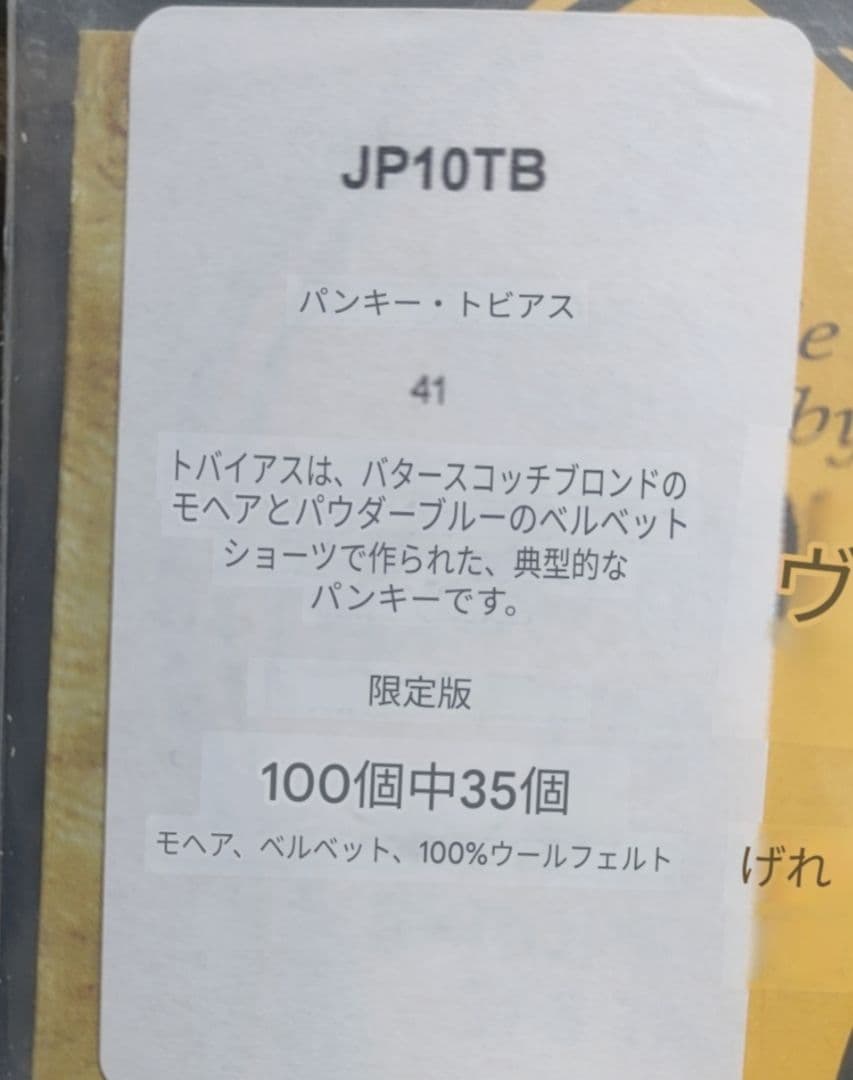 JP10TB
パンキー・トビアス
41
トバイアスは、バタースコッチブロンドの
モヘアとパウダーブルーのベルベット
ショーツで作られた、典型的な
パンキーです。
限定版
100個中35個
モヘア、ベルベット、100%ウールフェルト
e
by
ヴ
げれ